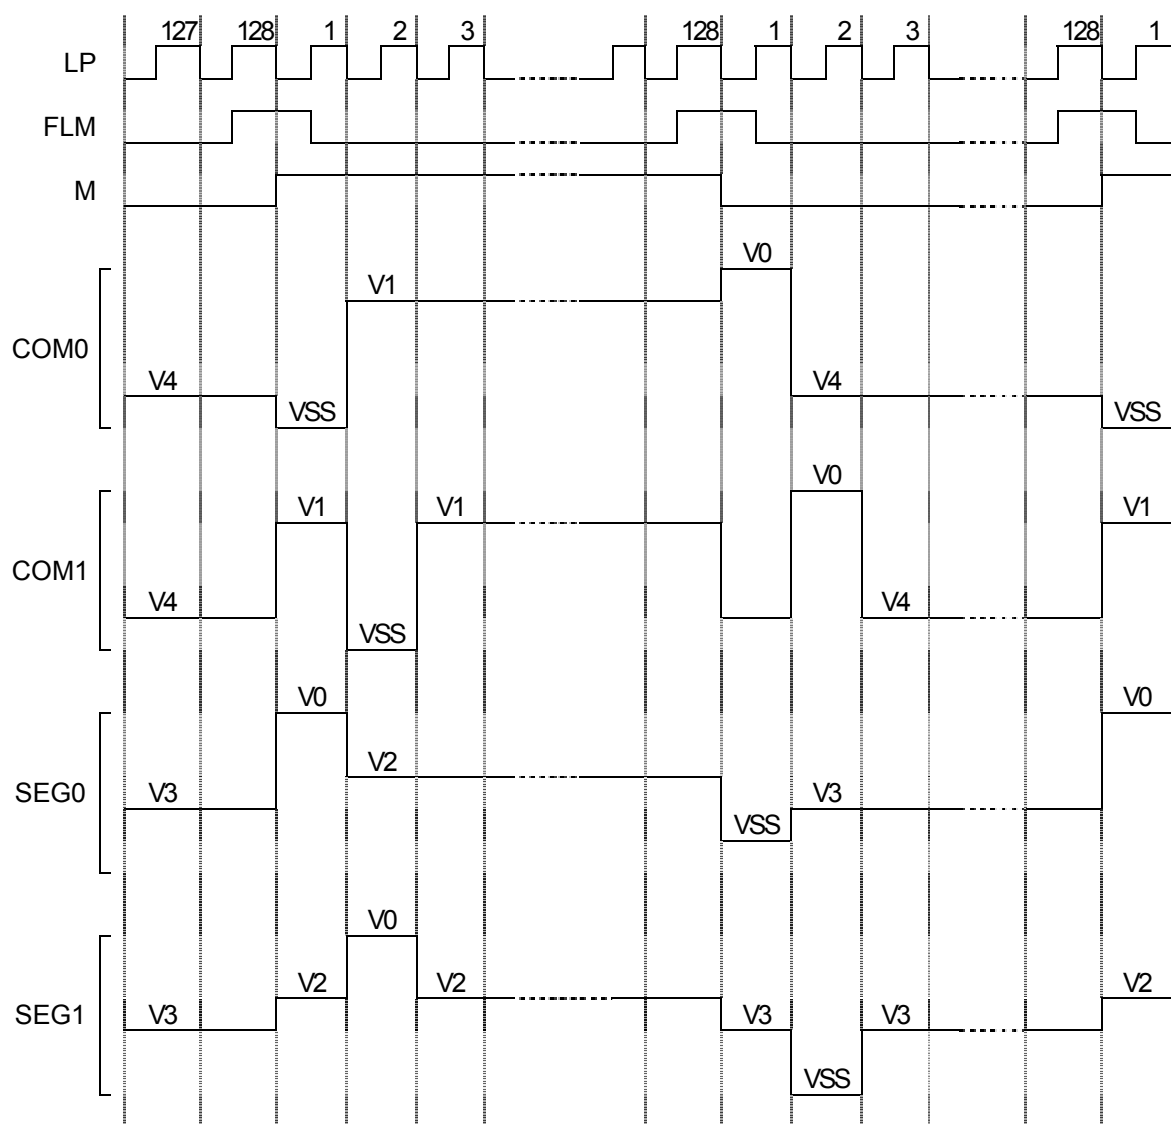 127 128 1 2 3 128 1 2 3 128 1
LP
FLM
M
V0
V1
COM0
V4 V4
VSS VSS
V0
V1 V1 V1
COM1
V4 V4
VSS
V0 V0
V2
SEG0 V3 V3
VSS
V0
V2 V2 V2
SEG1 V3 V3 V3
VSS